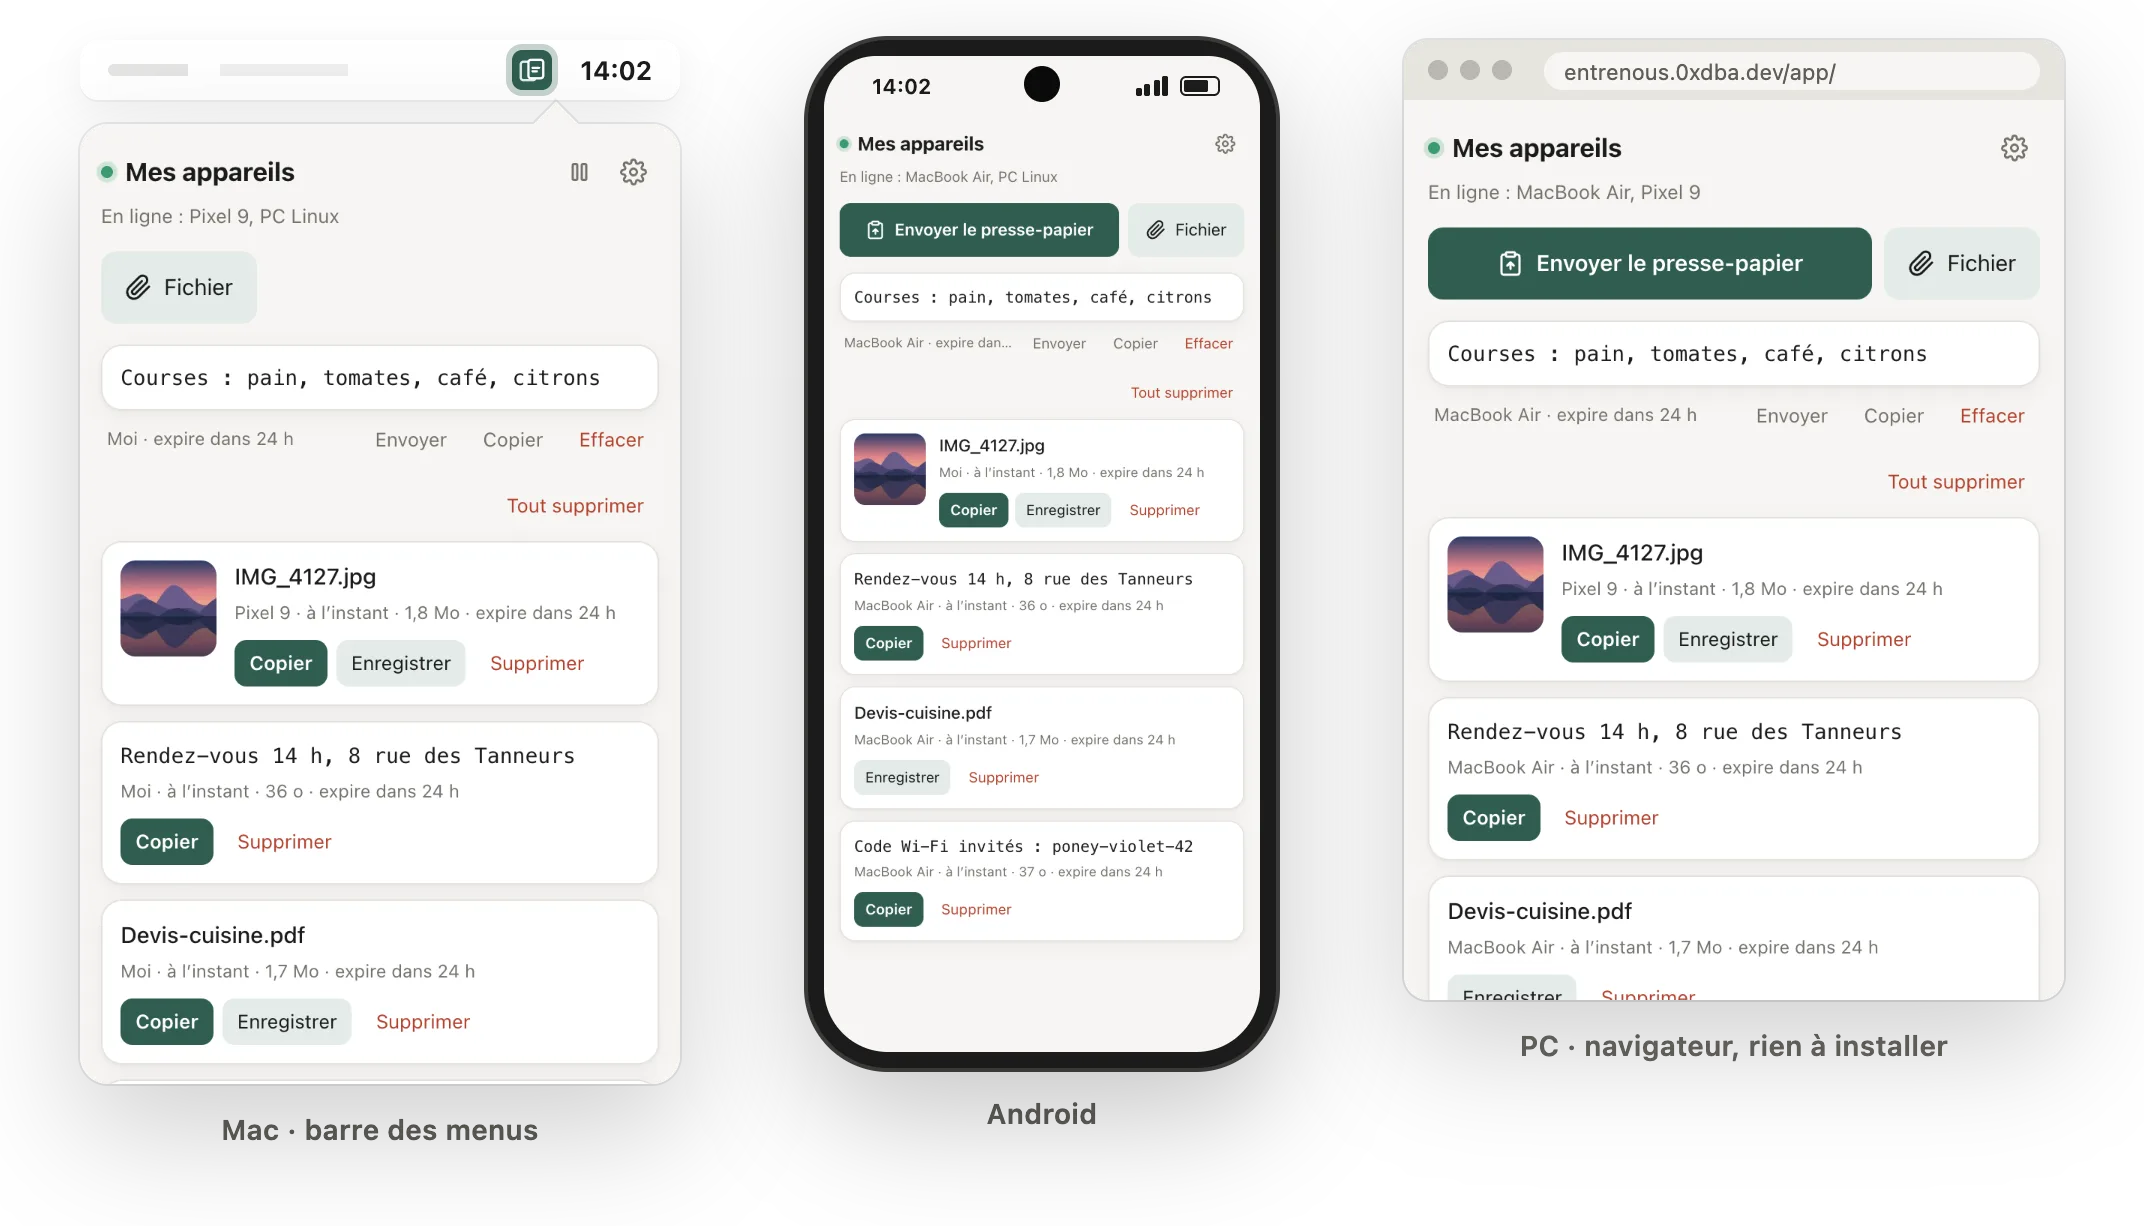 14:02
Mes appareils
En ligne : Pixel 9, PC Linux
Fichier
Courses : pain, tomates, café, citrons
Moi · expire dans 24 h Envoyer Copier Effacer
Tout supprimer
IMG_4127.jpg
Pixel 9 · à l'instant · 1,8 Mo · expire dans 24 h
Copier Enregistrer Supprimer
Rendez-vous 14 h, 8 rue des Tanneurs
Moi · à l'instant · 36 o · expire dans 24 h
Copier Supprimer
Devis-cuisine.pdf
Moi · à l'instant · 1,7 Mo · expire dans 24 h
Copier Enregistrer Supprimer
Mac · barre des menus
14:02
Mes appareils
En ligne : MacBook Air, PC Linux
Envoyer le presse-papier Fichier
Courses : pain, tomates, café, citrons
MacBook Air · expire dan... Envoyer Copier Effacer
Tout supprimer
IMG_4127.jpg
Moi · à l'instant · 1,8 Mo · expire dans 24 h
Copier Enregistrer Supprimer
Rendez-vous 14 h, 8 rue des Tanneurs
MacBook Air · à l'instant · 36 o · expire dans 24 h
Copier Supprimer
Devis-cuisine.pdf
MacBook Air · à l'instant · 1,7 Mo · expire dans 24 h
Enregistrer Supprimer
Code Wi-Fi invités : poney-violet-42
MacBook Air · à l'instant · 37 o · expire dans 24 h
Copier Supprimer
Android
entrenous.0xdba.dev/app/
Mes appareils
En ligne : MacBook Air, Pixel 9
Envoyer le presse-papier Fichier
Courses : pain, tomates, café, citrons
MacBook Air · expire dans 24 h Envoyer Copier Effacer
Tout supprimer
IMG_4127.jpg
Pixel 9 · à l'instant · 1,8 Mo · expire dans 24 h
Copier Enregistrer Supprimer
Rendez-vous 14 h, 8 rue des Tanneurs
MacBook Air · à l'instant · 36 o · expire dans 24 h
Copier Supprimer
Devis-cuisine.pdf
MacBook Air · à l'instant · 1,7 Mo · expire dans 24 h
Enregistrer Supprimer
PC · navigateur, rien à installer